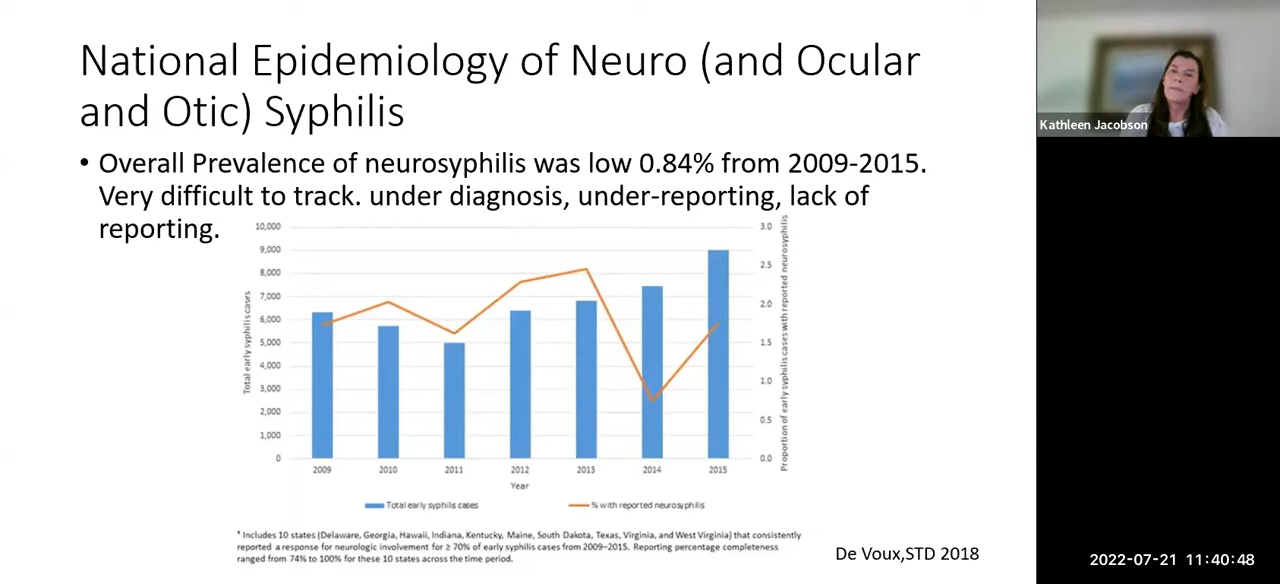 National Epidemiology of Neuro (and Ocular
and Otic) Syphilis
• Overall Prevalence of neurosyphilis was low 0.84% from 2009-2015.
Very difficult to track. under diagnosis, under-reporting, lack of
reporting.
Total early syphilis cases
10,000
9,000
8,000
7,000
6,000
5,000
4,000
3,000
2,000
1,000
0
3.0
2.5
2.0
1.5
1.0
0.5
0.0
Proportion of early syphilis cases with reported neurosyphilis
2009 2010 2011 2012 2013 2014 2015
Year
Total early syphilis cases % with reported neurosyphilis
* Includes 10 states (Delaware, Georgia, Hawaii, Indiana, Kentucky, Maine, South Dakota, Texas, Virginia, and West Virginia) that consistently
reported a response for neurologic involvement for ≥ 70% of early syphilis cases from 2009–2015. Reporting percentage completeness
ranged from 74% to 100% for these 10 states across the time period.
De Voux,STD 2018
Kathleen Jacobson
2022-07-21 11:40:48